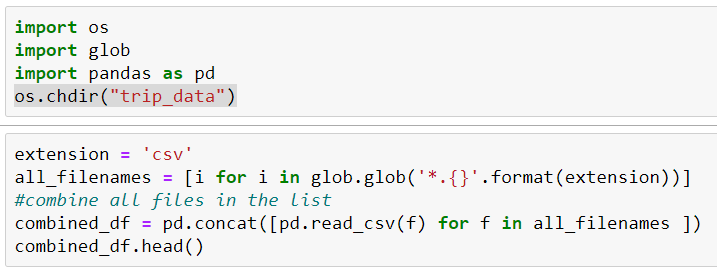 import os
import glob
import pandas as pd
os.chdir("trip_data")
extension = 'csv'
all_filenames = [i for i in glob.glob('*.{}'.format(extension))]
#combine all files in the list
combined_df = pd.concat([pd.read_csv(f) for f in all_filenames ])
combined_df.head()